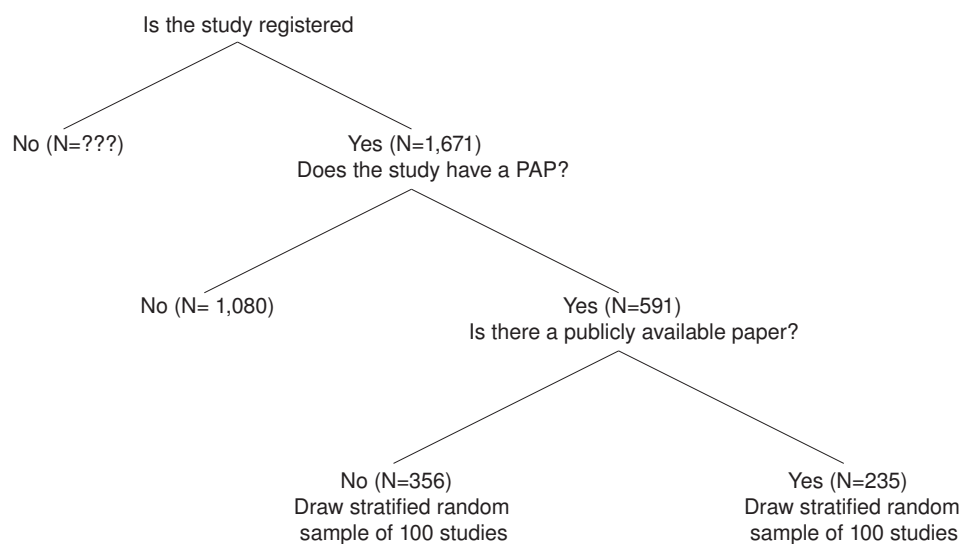 Is the study registered
No (N=???)
Yes (N=1,671)
Does the study have a PAP?
No (N= 1,080)
Yes (N=591)
Is there a publicly available paper?
No (N=356)
Draw stratified random
sample of 100 studies
Yes (N=235)
Draw stratified random
sample of 100 studies